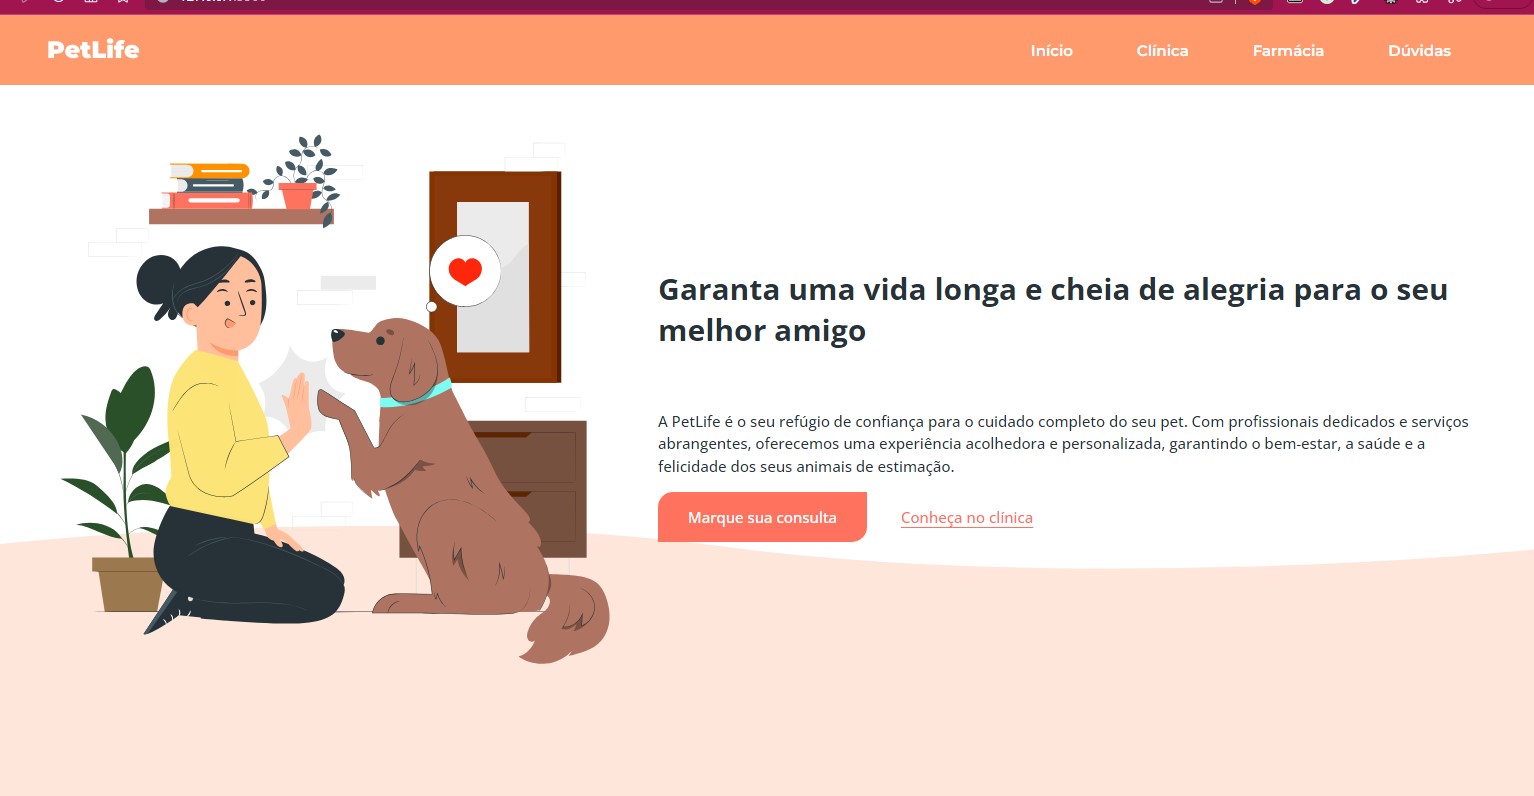 PetLife
Início Clínica Farmácia Dúvidas
Garanta uma vida longa e cheia de alegria para o seu
melhor amigo
A PetLife é o seu refúgio de confiança para o cuidado completo do seu pet. Com profissionais dedicados e serviços
abrangentes, oferecemos uma experiência acolhedora e personalizada, garantindo o bem-estar, a saúde e a
felicidade dos seus animais de estimação.
Marque sua consulta Conheça no clínica